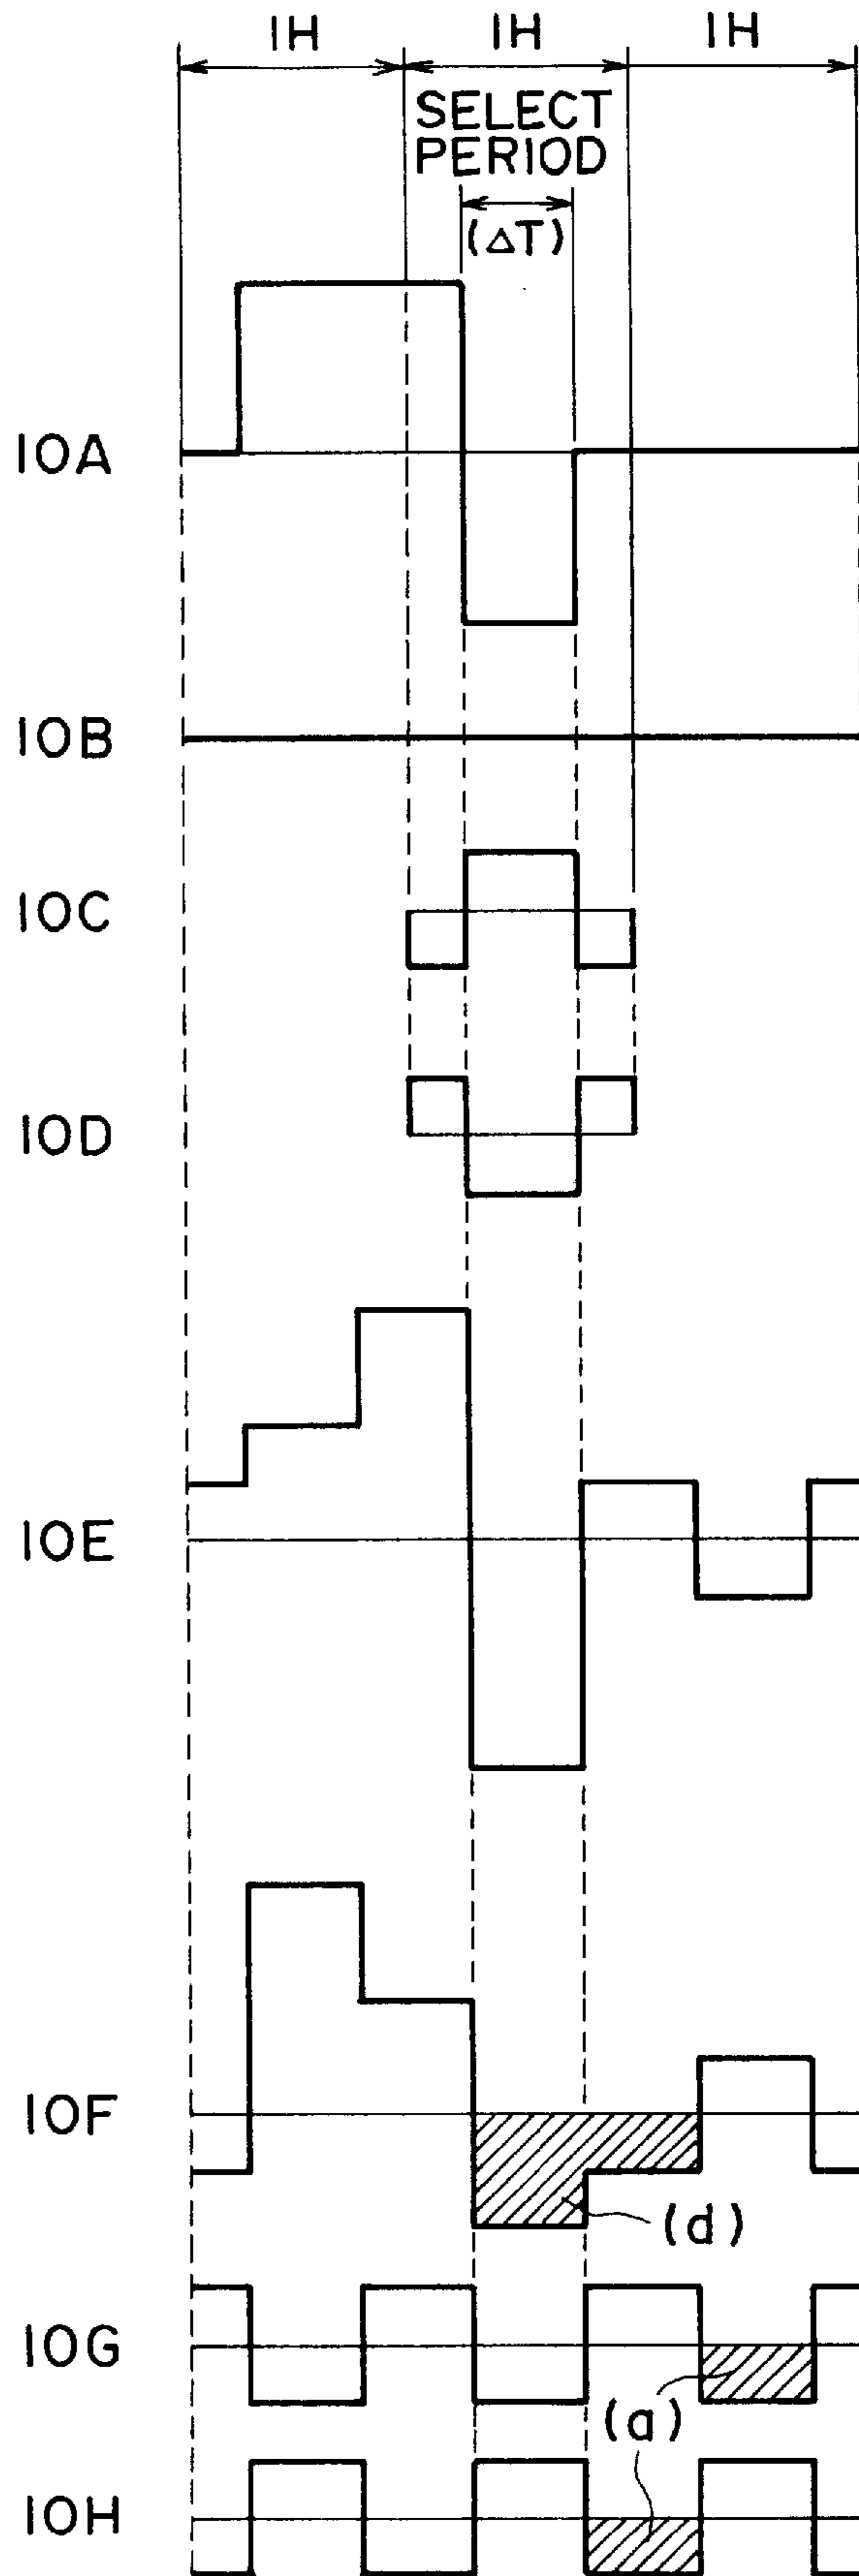 1H 1H 1H
SELECT
PERIOD
(ΔT)
10A
10B
10C
10D
10E
10F
(d)
10G
(a)
10H